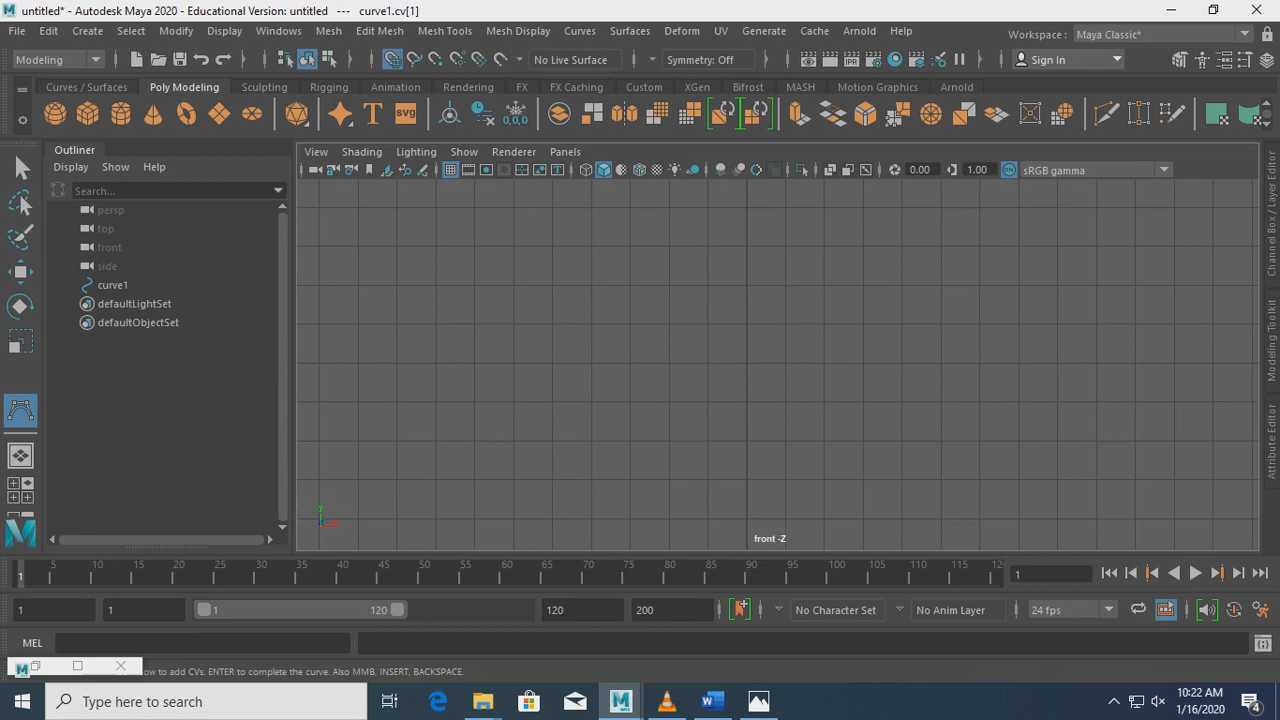 untitled* - Autodesk Maya 2020 - Educational Version: untitled --- curve1.cv[1]
File Edit Create Select Modify Display Windows Mesh Edit Mesh Mesh Tools Mesh Display Curves Surfaces Deform UV Generate Cache Arnold Help Workspace : Maya Classic*
Modeling No Live Surface Symmetry: Off Sign In
Curves / Surfaces Poly Modeling Sculpting Rigging Animation Rendering FX FX Caching Custom XGen Bifrost MASH Motion Graphics Arnold
T SVG 0,0,0
Outliner
Display Show Help
View Shading Lighting Show Renderer Panels
0.00 1.00 sRGB gamma
Search...
persp
top
front
side
curve1
defaultLightSet
defaultObjectSet
Channel Box / Layer Editor
Modeling Toolkit
Attribute Editor
y
front -Z
5 10 15 20 25 30 35 40 45 50 55 60 65 70 75 80 85 90 95 100 105 110 115 120
1 1
1 1 1 120 120 200 No Character Set No Anim Layer 24 fps
MEL
ow to add CVs. ENTER to complete the curve. Also MMB, INSERT, BACKSPACE.
Type here to search
10:22 AM
1/16/2020
4